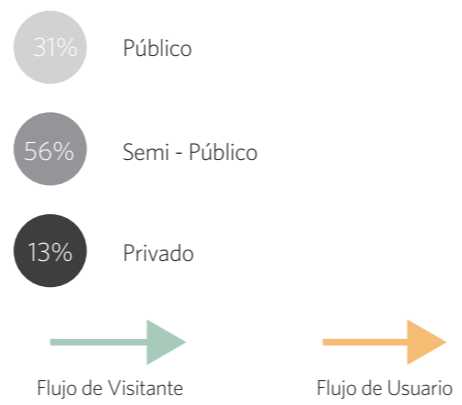 31% Público
56% Semi - Público
13% Privado
Flujo de Visitante Flujo de Usuario